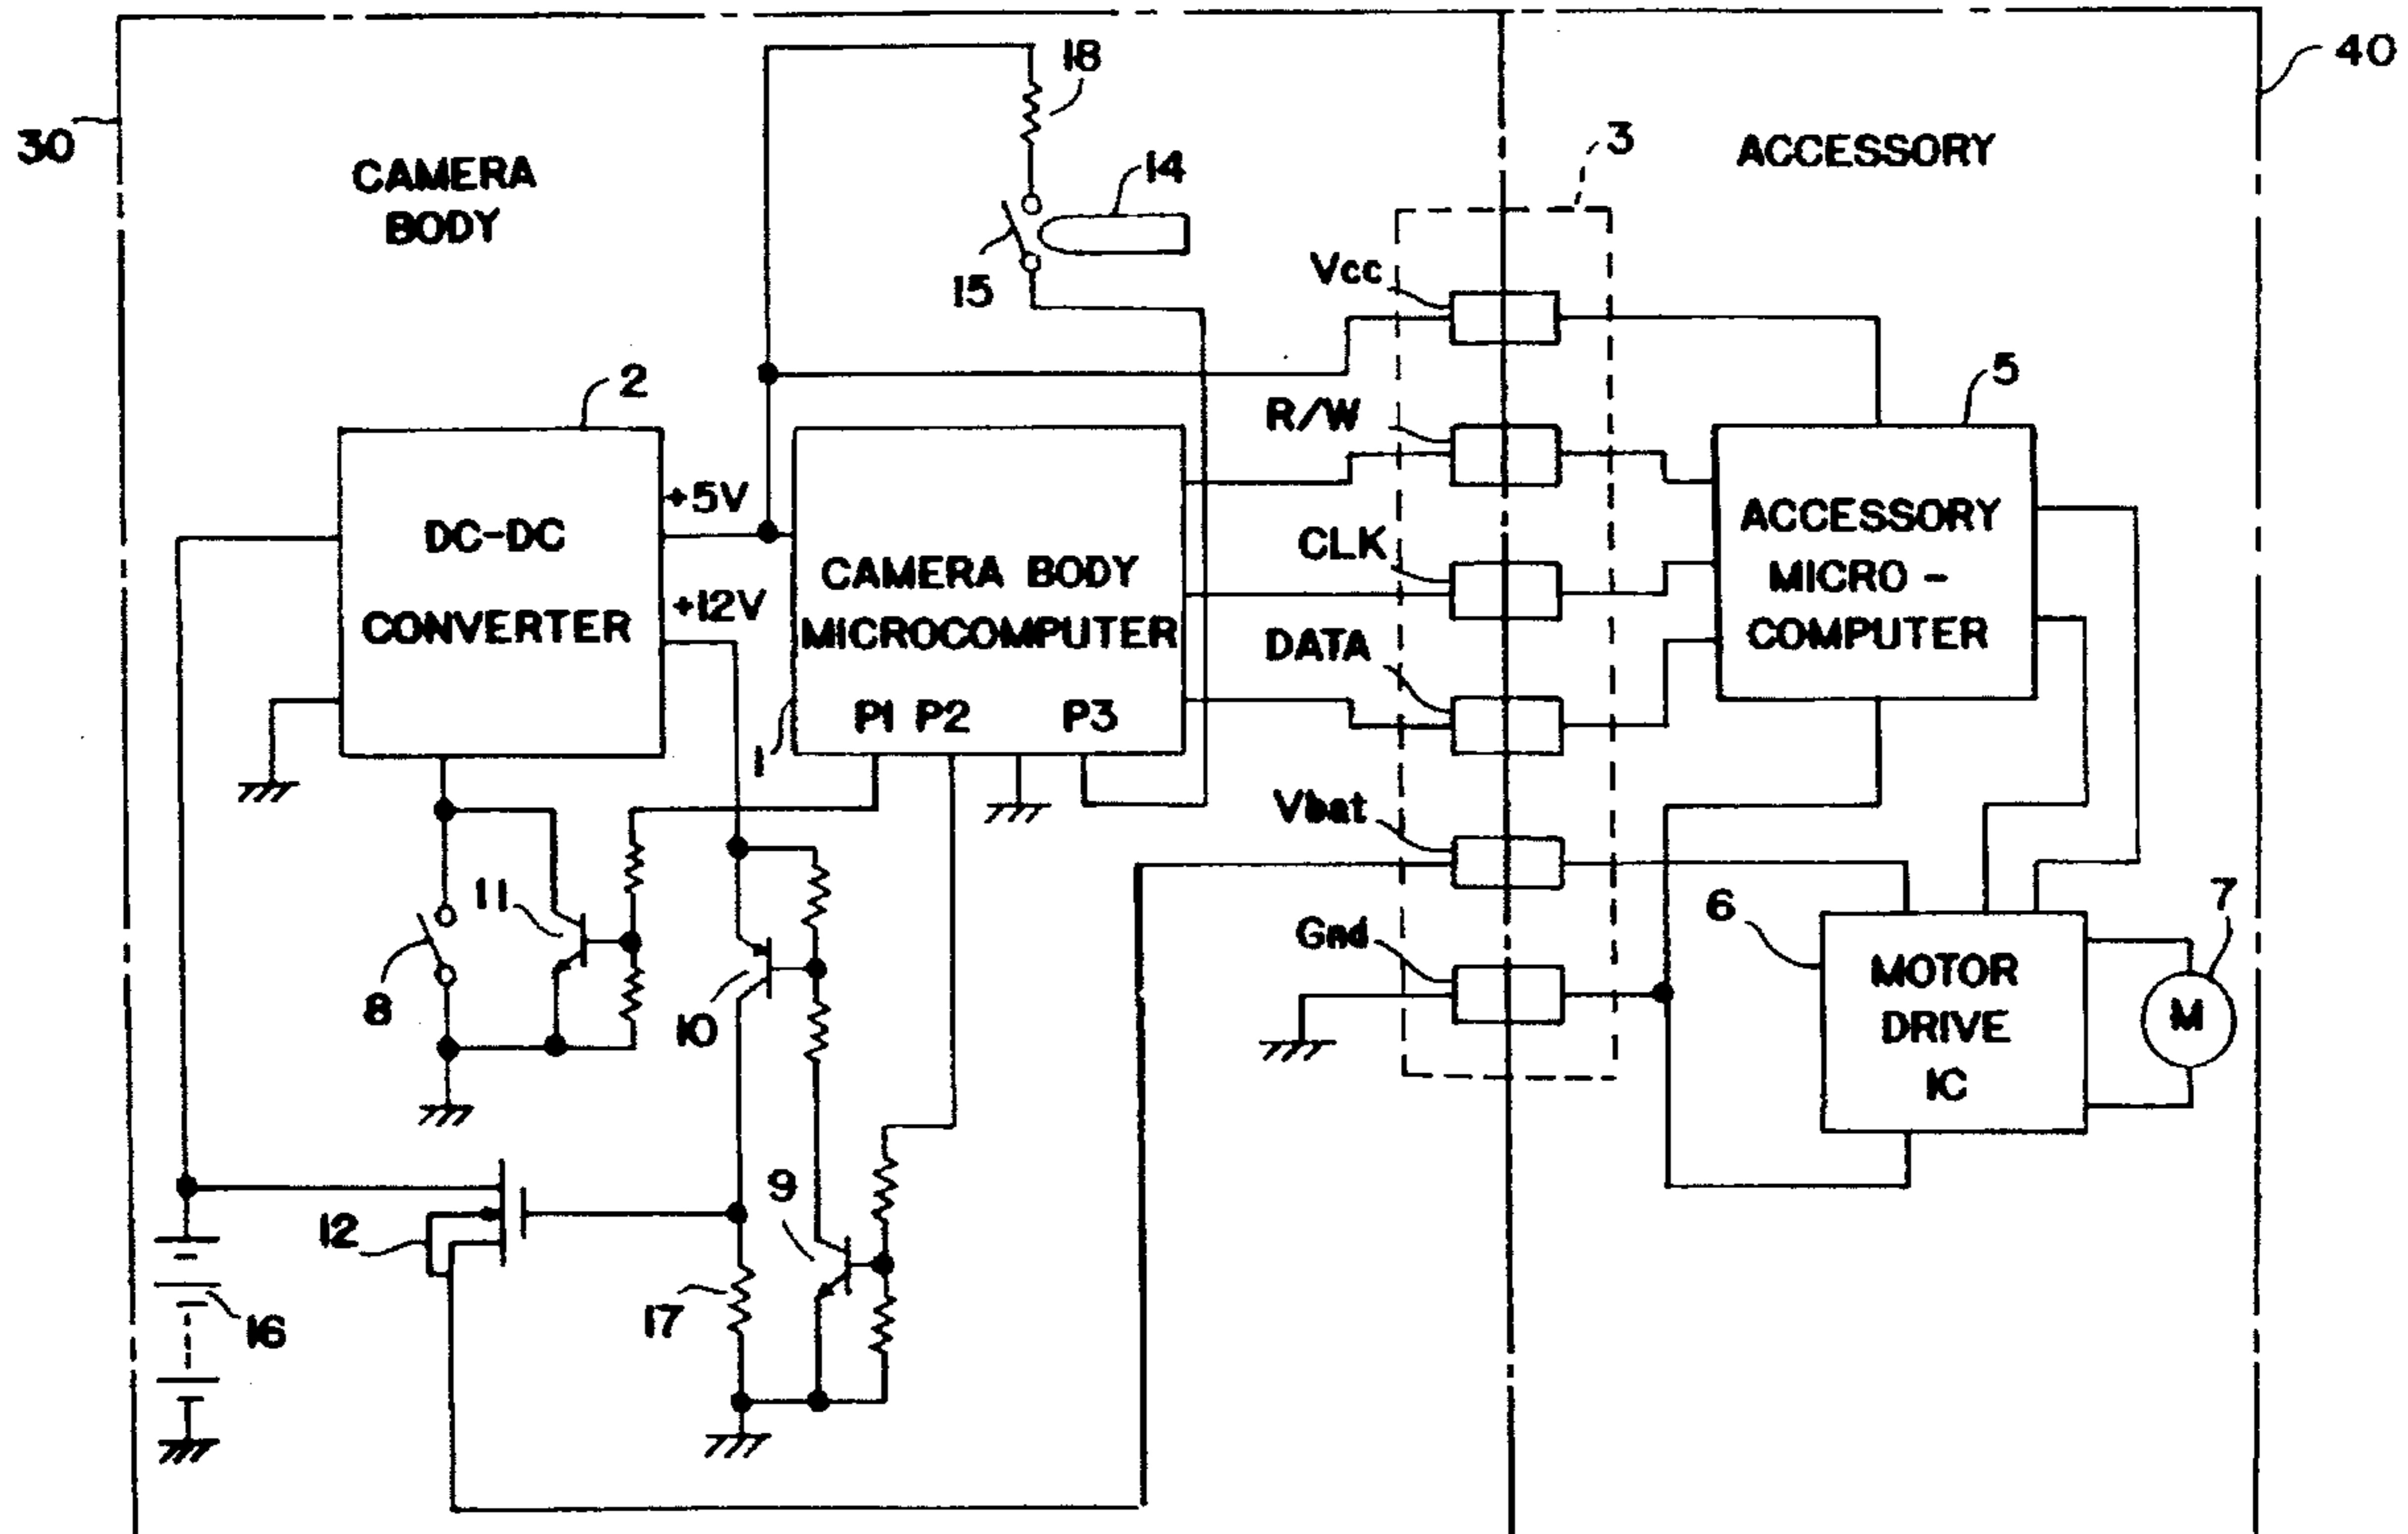 30
CAMERA
BODY
18
14
15
3
ACCESSORY
40
Vcc
2
R/W
5
+5V
DC-DC
CONVERTER
+12V
CAMERA BODY
MICROCOMPUTER
P1 P2 P3
1
CLK
DATA
ACCESSORY
MICRO-
COMPUTER
Vbat
Gnd
11
8
10
6
MOTOR
DRIVE
IC
7
M
12
9
16
17